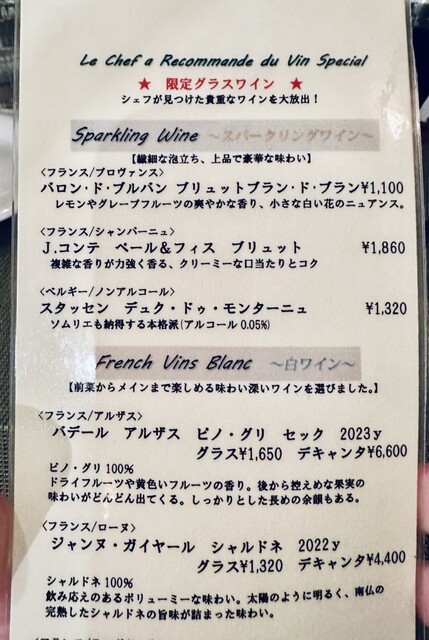 Le Chef a Recommande du Vin Special
★ 限定グラスワイン ★
シェフが見つけた貴重なワインを大放出！
Sparkling Wine ～スパークリングワイン～
【繊細な泡立ち、上品で豪華な味わい】
<フランス/プロヴァンス>
バロン・ド・ブルバン ブリュットブラン・ド・ブラン¥1,100
レモンやグレープフルーツの爽やかな香り、小さな白い花のニュアンス。
<フランス/シャンパーニュ>
J.コンテ ペール＆フィス ブリュット ¥1,860
複雑な香りが力強く香る、クリーミーな口当たりとコク
<ベルギー/ノンアルコール>
スタッセン デュク・ドゥ・モンターニュ ¥1,320
ソムリエも納得する本格派(アルコール0.05%)
French Vins Blanc ～白ワイン～
【前菜からメインまで楽しめる味わい深いワインを選びました。】
<フランス/アルザス>
バデール アルザス ピノ・グリ セック 2023y
グラス¥1,650 デキャンタ¥6,600
ピノ・グリ 100%
ドライフルーツや黄色いフルーツの香り。後から控えめな果実の
味わいがどんどん出てくる。しっかりとした長めの余韻もある。
<フランス/ローヌ>
ジャンヌ・ガイヤール シャルドネ 2022y
グラス¥1,320 デキャンタ¥4,400
シャルドネ 100%
飲み応えのあるボリューミーな味わい。太陽のように明るく、南仏の
完熟したシャルドネの旨味が詰まった味わい。